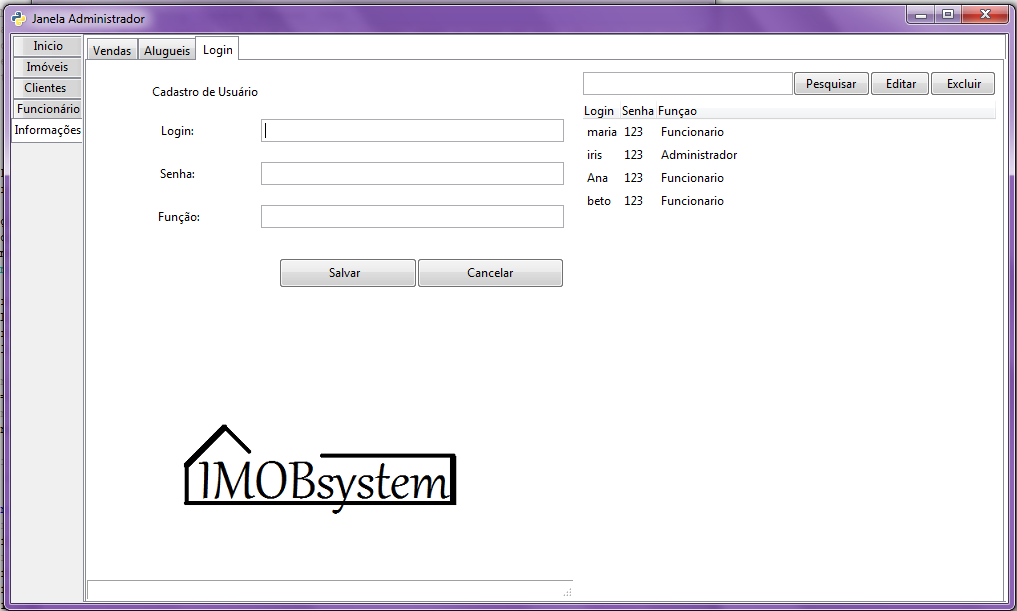 Janela Administrador
Inicio
Imóveis
Clientes
Funcionário
Informações
Vendas Alugueis Login
Cadastro de Usuário
Login:
Senha:
Função:
Salvar Cancelar
IMOBsystem
Pesquisar Editar Excluir
Login Senha Funçao
maria 123 Funcionario
iris 123 Administrador
Ana 123 Funcionario
beto 123 Funcionario